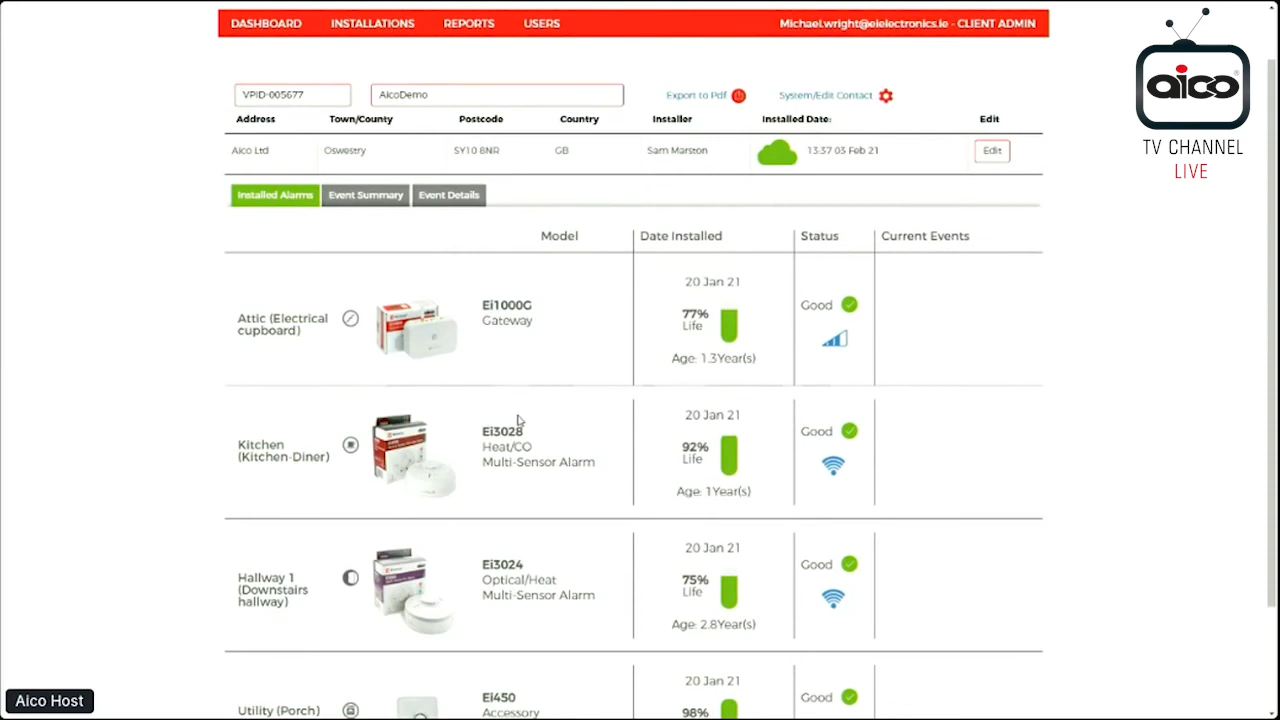 DASHBOARD INSTALLATIONS REPORTS USERS Michael.wright@eielectronics.ie - CLIENT ADMIN
aico
TV CHANNEL
LIVE
VPID-005677 AicoDemo Export to Pdf System/Edit Contact
Address Town/County Postcode Country Installer Installed Date: Edit
Aico Ltd Oswestry SY10 8NR GB Sam Marston 13:37 03 Feb 21 Edit
Installed Alarms Event Summary Event Details
Model Date Installed Status Current Events
Attic (Electrical
cupboard)
Ei1000G
Gateway
20 Jan 21
77%
Life
Age: 1.3Year(s)
Good
Kitchen
(Kitchen-Diner)
Ei3028
Heat/CO
Multi-Sensor Alarm
20 Jan 21
92%
Life
Age: 1Year(s)
Good
Hallway 1
(Downstairs
hallway)
Ei3024
Optical/Heat
Multi-Sensor Alarm
20 Jan 21
75%
Life
Age: 2.8Year(s)
Good
Utility (Porch)
Ei450
Accessory
20 Jan 21
98%
Good
Aico Host